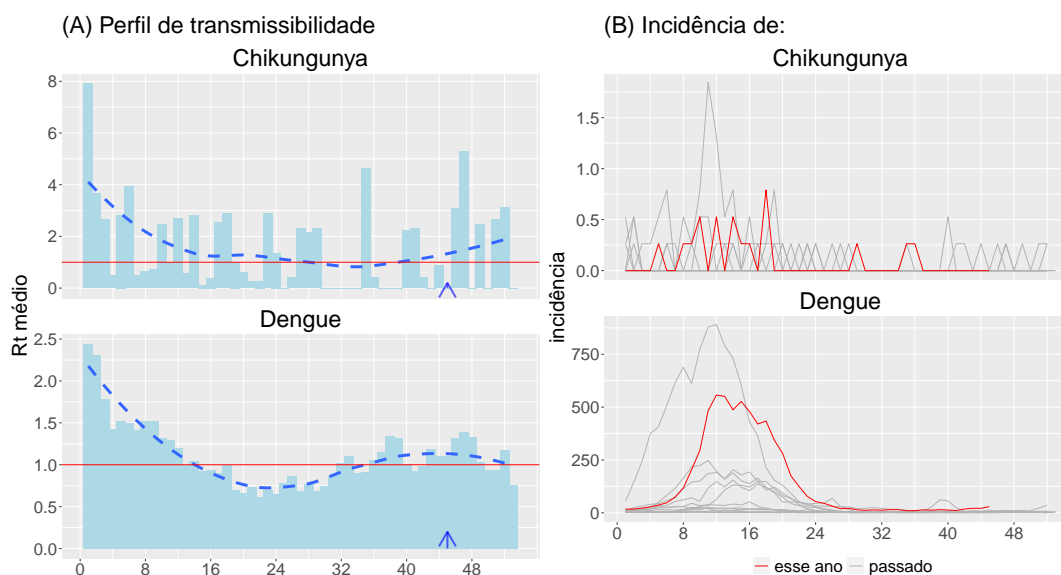 (A) Perfil de transmissibilidade
Chikungunya
8
6
4
2
0
Dengue
2.5
2.0
1.5
1.0
0.5
0.0
0 8 16 24 32 40 48
Rt médio
(B) Incidência de:
Chikungunya
1.5
1.0
0.5
0.0
Dengue
750
500
250
0
0 8 16 24 32 40 48
incidência
esse ano passado